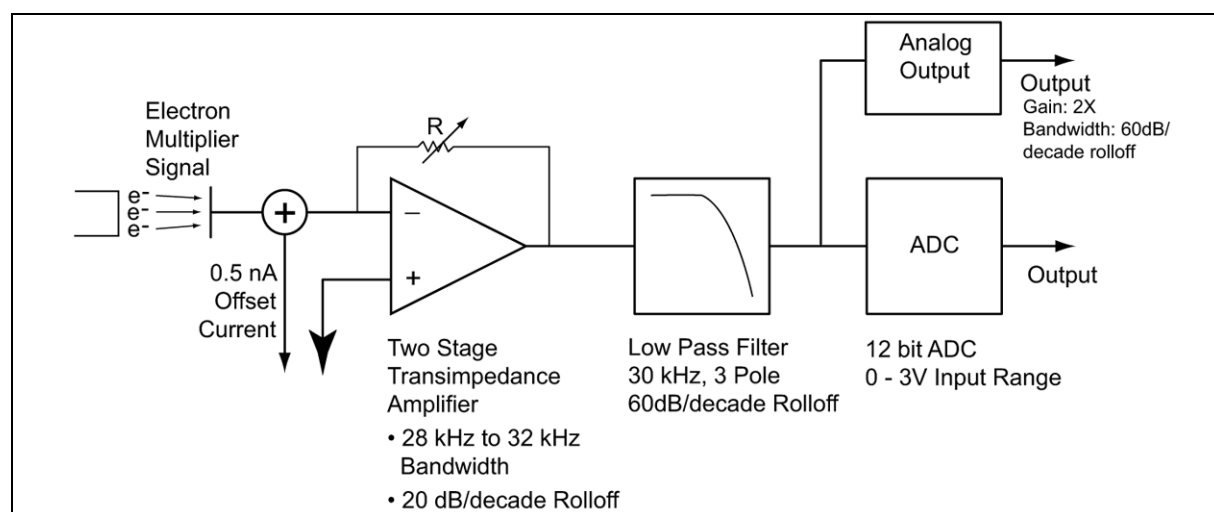 Electron
Multiplier
Signal
e-
e-
e-
+
0.5 nA
Offset
Current
R
−
+
Two Stage
Transimpedance
Amplifier
• 28 kHz to 32 kHz
Bandwidth
• 20 dB/decade Rolloff
Low Pass Filter
30 kHz, 3 Pole
60dB/decade Rolloff
Analog
Output
Output
Gain: 2X
Bandwidth: 60dB/
decade rolloff
ADC
Output
12 bit ADC
0 - 3V Input Range